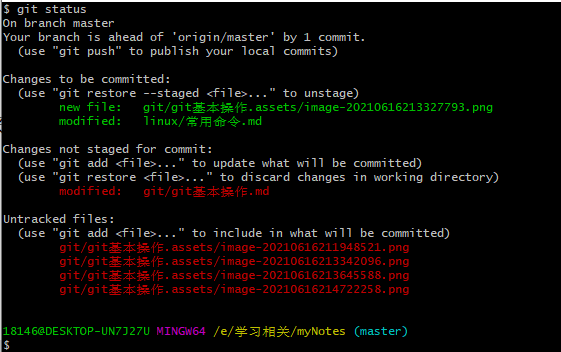 $ git status
On branch master
Your branch is ahead of 'origin/master' by 1 commit.
  (use "git push" to publish your local commits)
Changes to be committed:
  (use "git restore --staged <file>..." to unstage)
        new file:   git/git基本操作.assets/image-20210616213327793.png
        modified:   linux/常用命令.md
Changes not staged for commit:
  (use "git add <file>..." to update what will be committed)
  (use "git restore <file>..." to discard changes in working directory)
        modified:   git/git基本操作.md
Untracked files:
  (use "git add <file>..." to include in what will be committed)
        git/git基本操作.assets/image-20210616211948521.png
        git/git基本操作.assets/image-20210616213342096.png
        git/git基本操作.assets/image-20210616213645588.png
        git/git基本操作.assets/image-20210616214722258.png
18146@DESKTOP-UN7J27U MINGW64 /e/学习相关/myNotes (master)
$